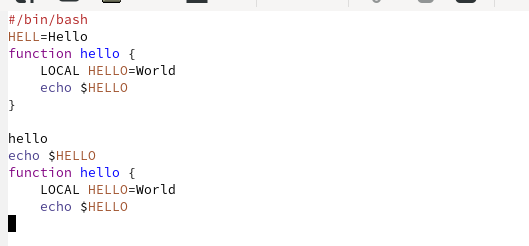 #/bin/bash
HELL=Hello
function hello {
    LOCAL HELLO=World
    echo $HELLO
}
hello
echo $HELLO
function hello {
    LOCAL HELLO=World
    echo $HELLO